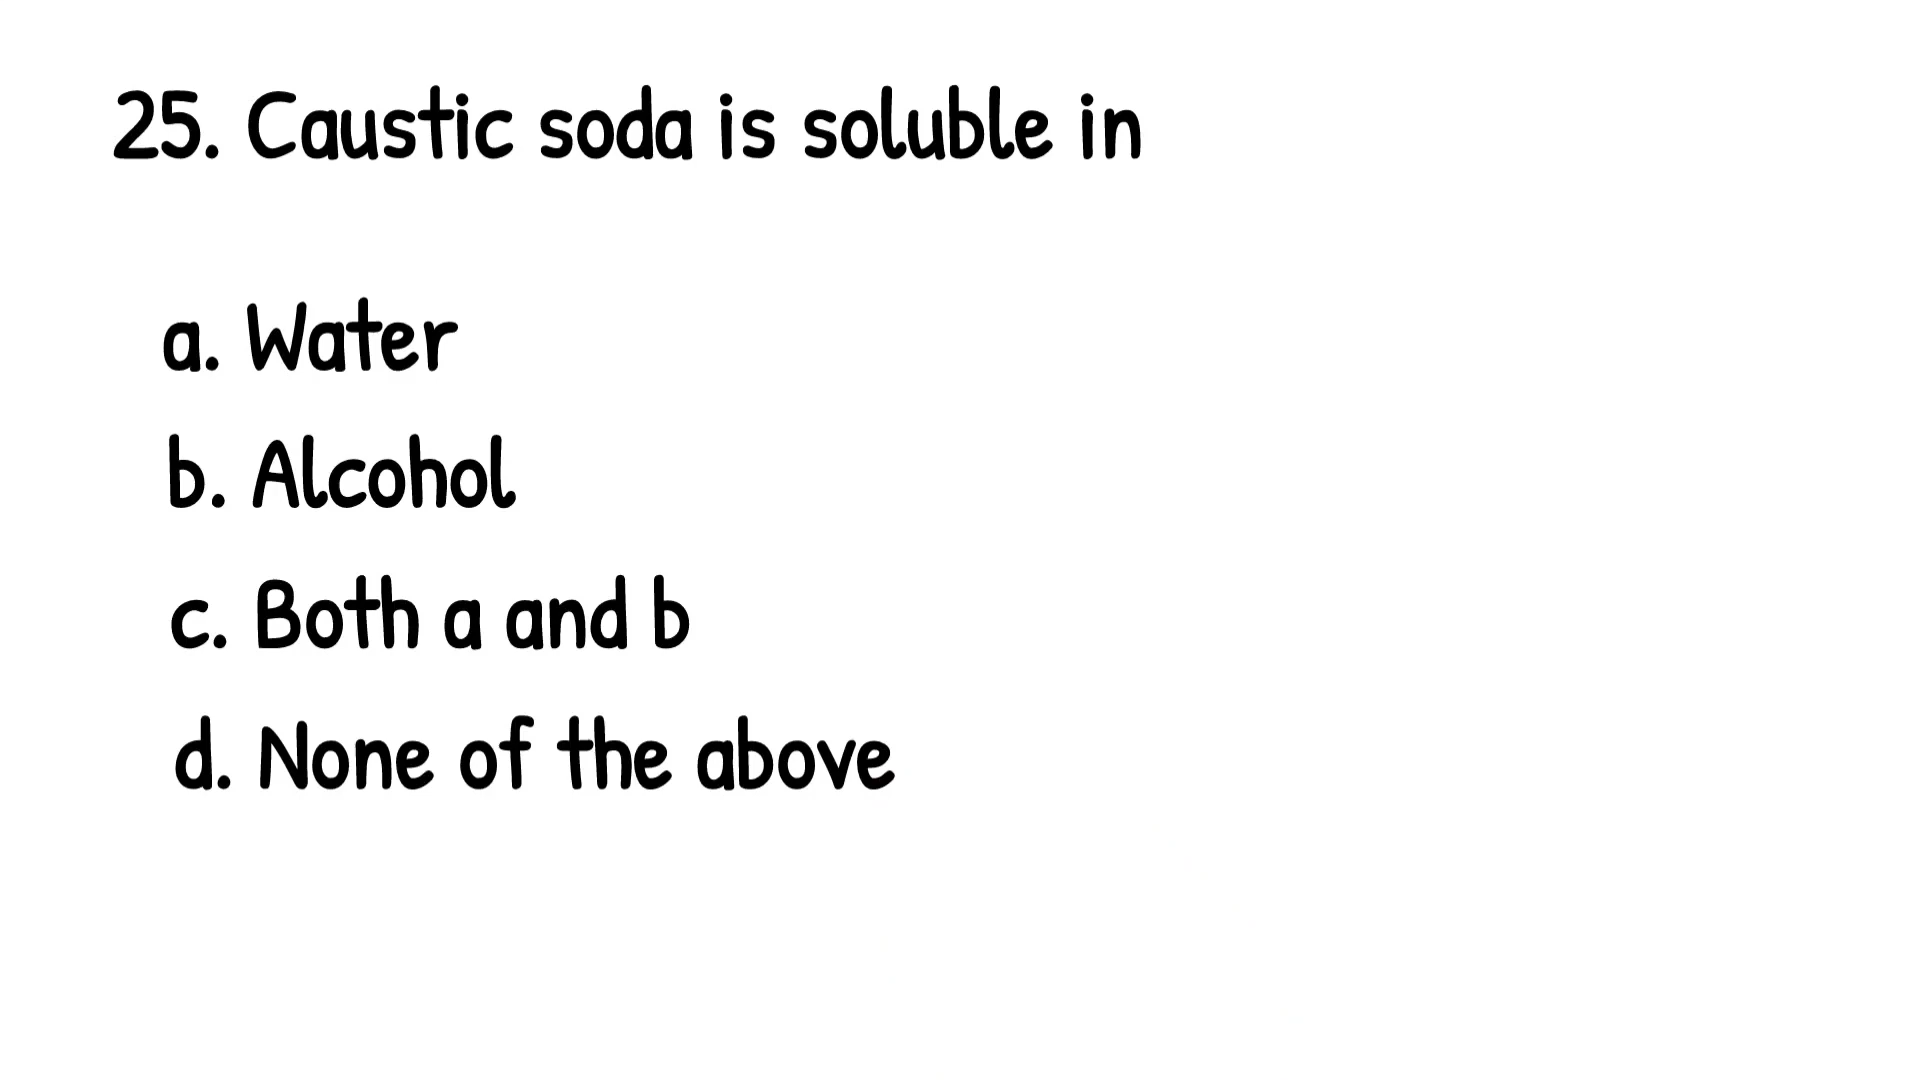 25. Caustic soda is soluble in
a. Water
b. Alcohol
c. Both a and b
d. None of the above